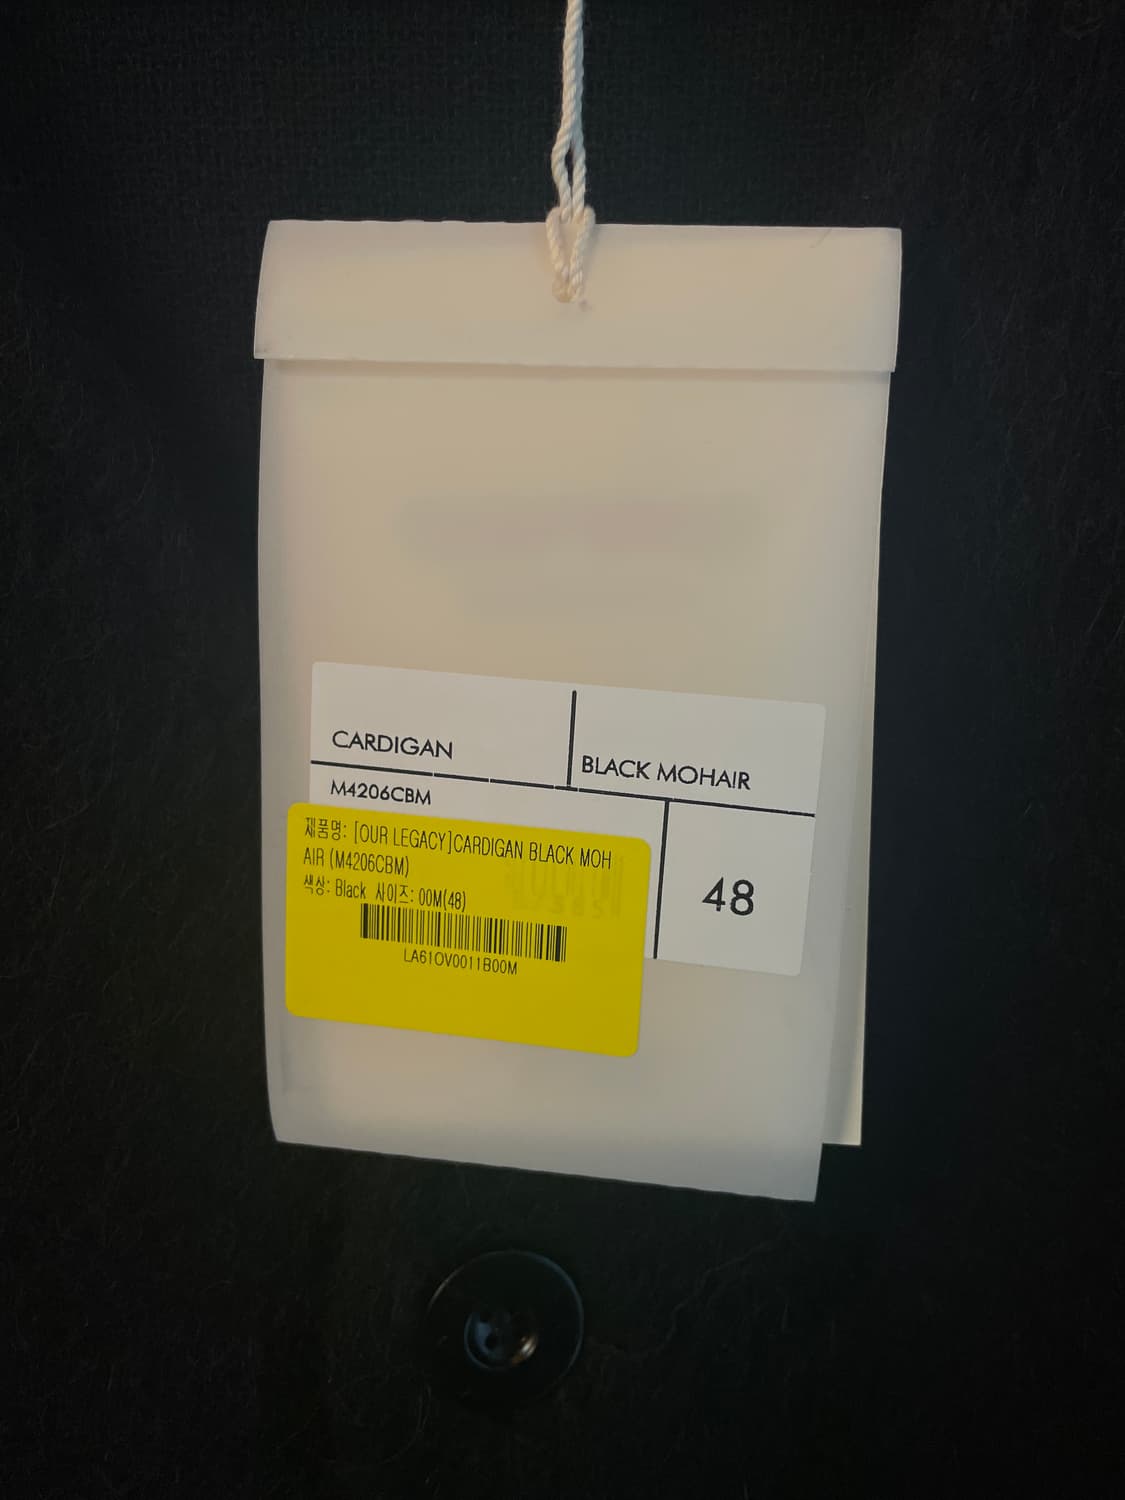 CARDIGAN
BLACK MOHAIR
M4206CBM
48
제품명: [OUR LEGACY]CARDIGAN BLACK MOH
AIR (M4206CBM)
색상: Black 사이즈: 00M(48)
LA61OV0011B00M